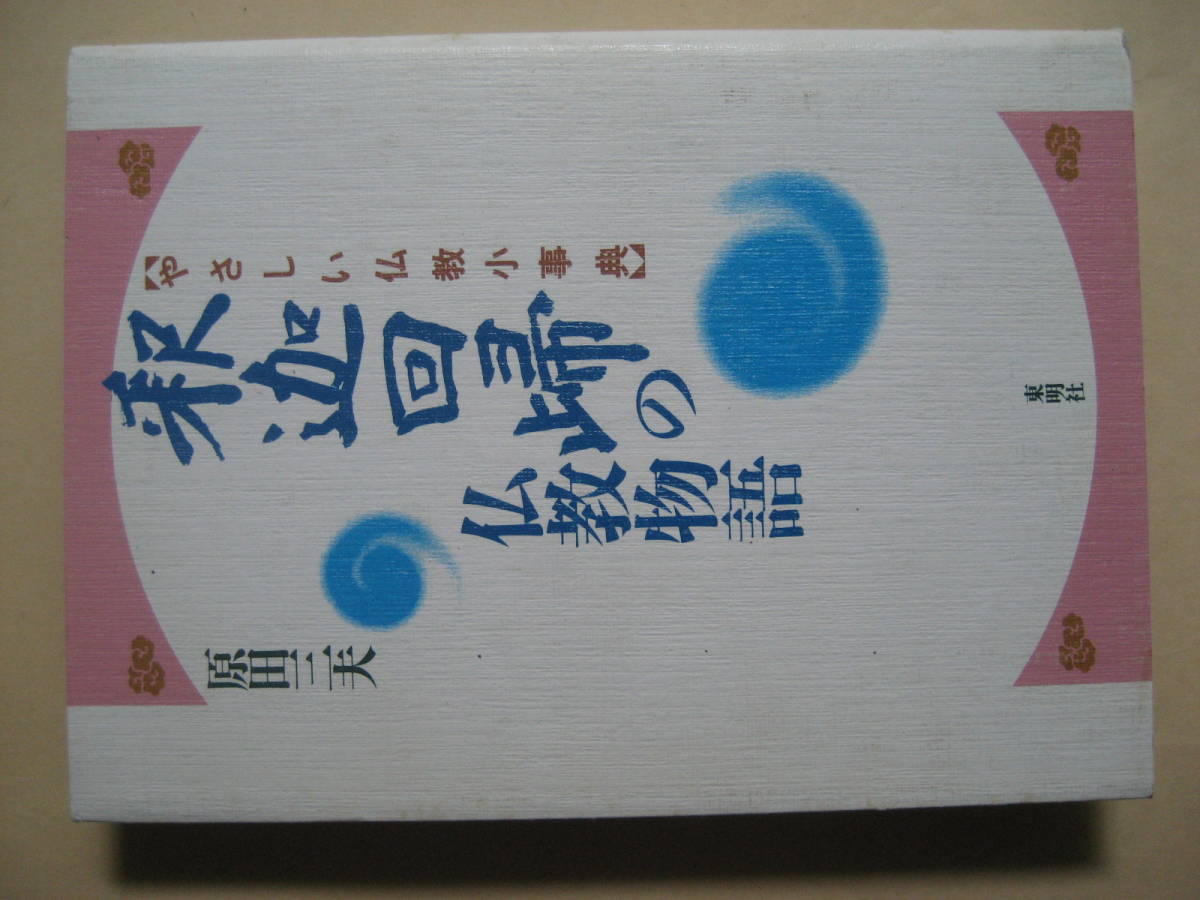 【やさしい仏教小事典】
釈迦回帰の
仏教物語
原田三夫
東明社